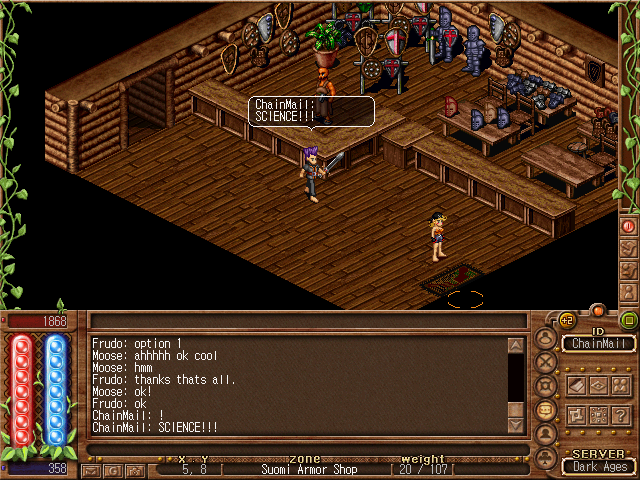 ChainMail:
SCIENCE!!!
1868
358
Frudo: option 1
Moose: ahhhhh ok cool
Moose: hmm
Frudo: thanks thats all.
Moose: ok!
Frudo: ok
ChainMail: !
ChainMail: SCIENCE!!!
x Y zone weight
5, 8 [ Suomi Armor Shop [ 20 / 107 [
+2
ID
ChainMail
?
SERVER
Dark Ages